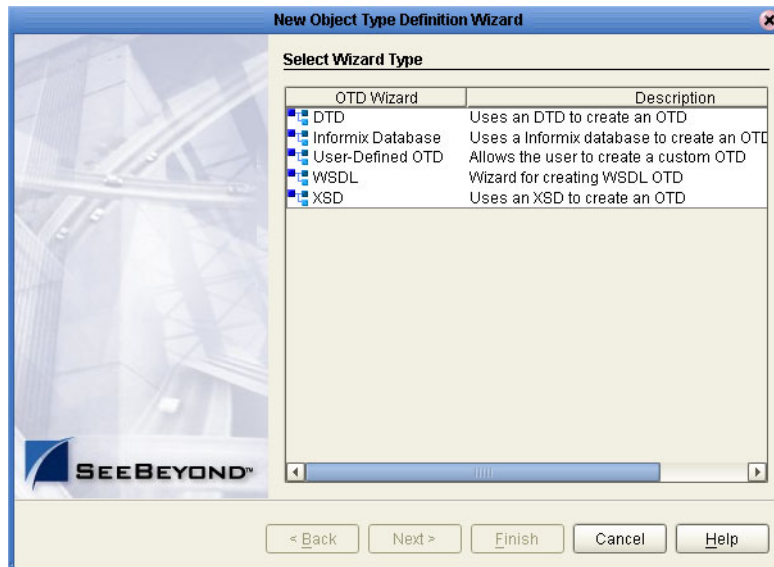 New Object Type Definition Wizard
Select Wizard Type
OTD Wizard Description
DTD Uses an DTD to create an OTD
Informix Database Uses a Informix database to create an OTD
User-Defined OTD Allows the user to create a custom OTD
WSDL Wizard for creating WSDL OTD
XSD Uses an XSD to create an OTD
SEEBEYOND™
< Back Next > Finish Cancel Help